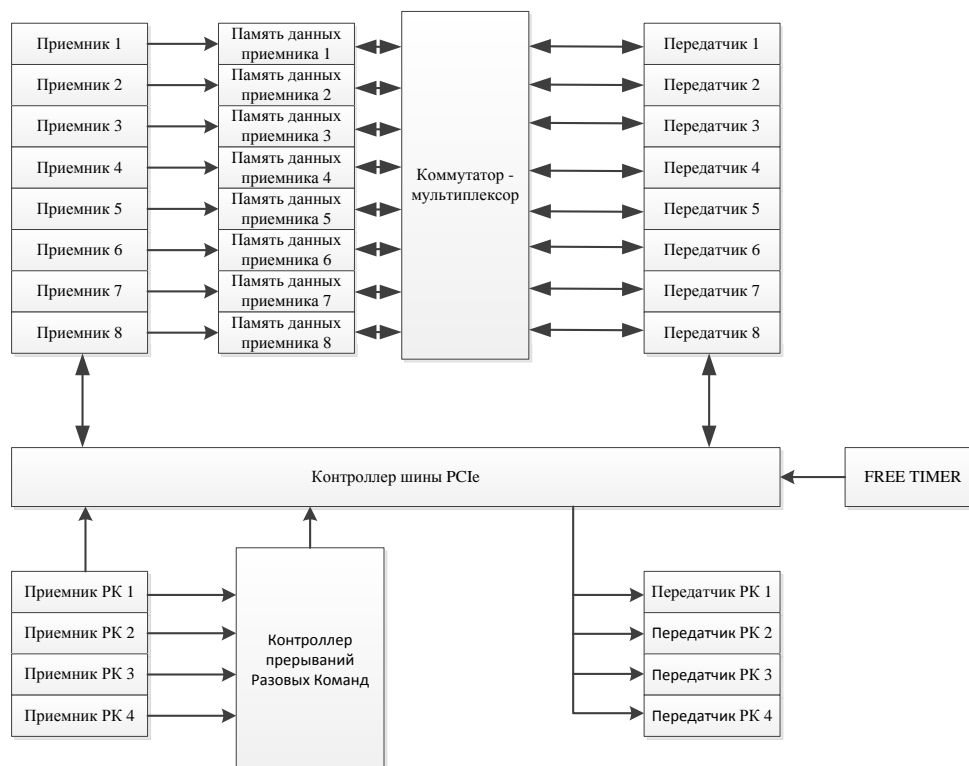 Приемник 1
Приемник 2
Приемник 3
Приемник 4
Приемник 5
Приемник 6
Приемник 7
Приемник 8
Память данных
приемника 1
Память данных
приемника 2
Память данных
приемника 3
Память данных
приемника 4
Память данных
приемника 5
Память данных
приемника 6
Память данных
приемника 7
Память данных
приемника 8
Коммутатор -
мультиплексор
Передатчик 1
Передатчик 2
Передатчик 3
Передатчик 4
Передатчик 5
Передатчик 6
Передатчик 7
Передатчик 8
Контроллер шины PCIe
FREE TIMER
Приемник РК 1
Приемник РК 2
Приемник РК 3
Приемник РК 4
Контроллер
прерываний
Разовых Команд
Передатчик РК 1
Передатчик РК 2
Передатчик РК 3
Передатчик РК 4